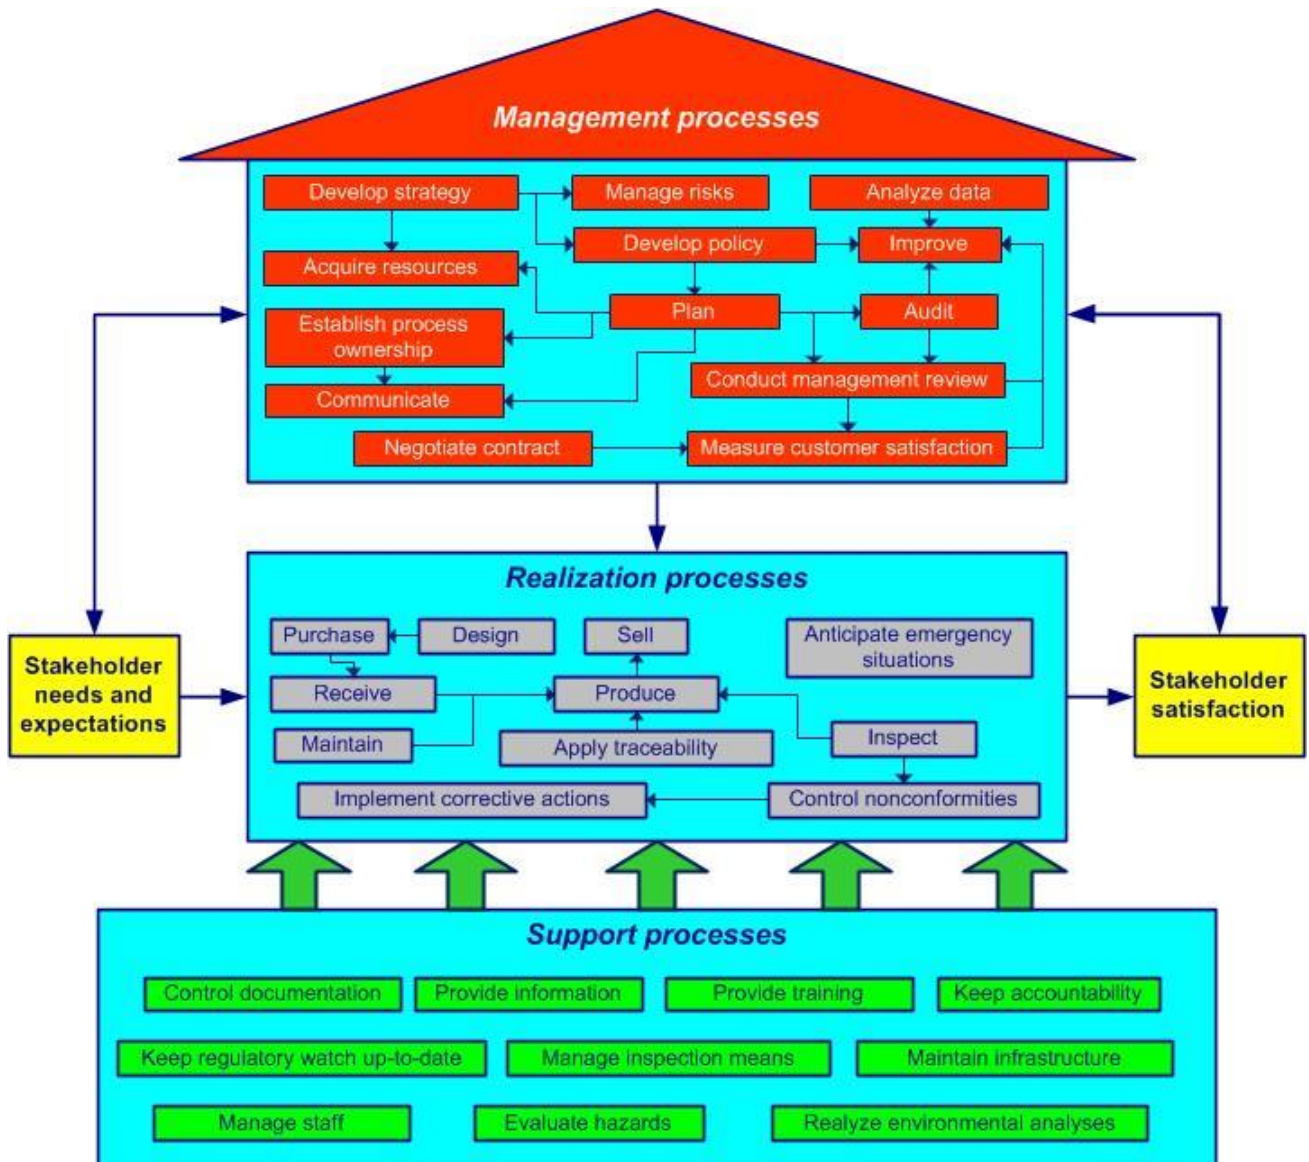 Management processes
Develop strategy
Manage risks
Analyze data
Develop policy
Improve
Acquire resources
Plan
Audit
Establish process
ownership
Conduct management review
Communicate
Negotiate contract
Measure customer satisfaction
Realization processes
Purchase
Design
Sell
Anticipate emergency
situations
Stakeholder
needs and
expectations
Receive
Produce
Stakeholder
satisfaction
Maintain
Apply traceability
Inspect
Implement corrective actions
Control nonconformities
Support processes
Control documentation
Provide information
Provide training
Keep accountability
Keep regulatory watch up-to-date
Manage inspection means
Maintain infrastructure
Manage staff
Evaluate hazards
Realyze environmental analyses